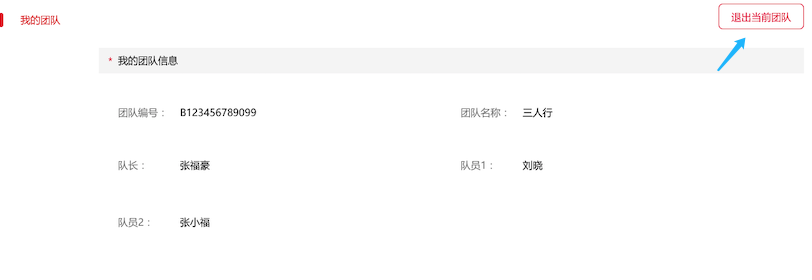 我的团队
退出当前团队
* 我的团队信息
团队编号： B123456789099 团队名称： 三人行
队长： 张福豪 队员1： 刘晓
队员2： 张小福